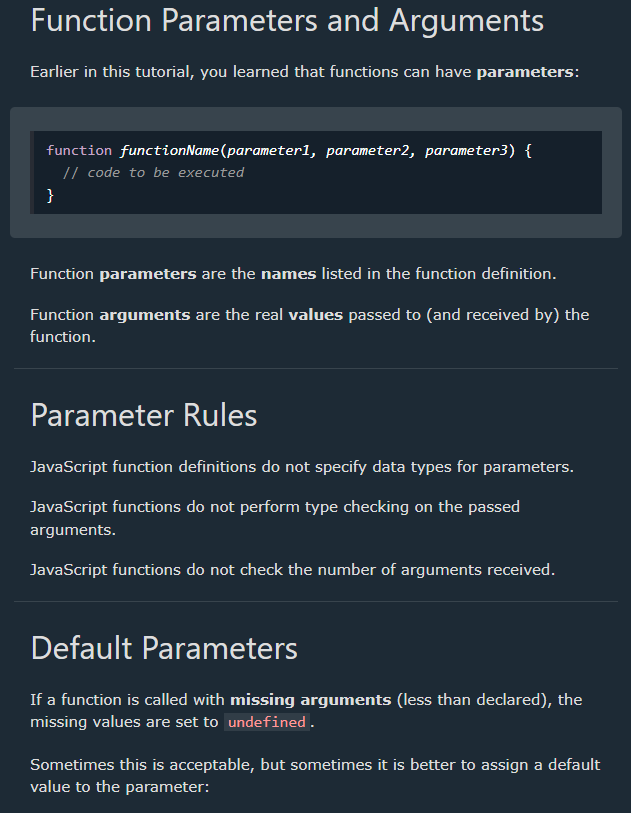 Function Parameters and Arguments
Earlier in this tutorial, you learned that functions can have parameters:
function functionName(parameter1, parameter2, parameter3) {
  // code to be executed
}
Function parameters are the names listed in the function definition.
Function arguments are the real values passed to (and received by) the
function.
Parameter Rules
JavaScript function definitions do not specify data types for parameters.
JavaScript functions do not perform type checking on the passed
arguments.
JavaScript functions do not check the number of arguments received.
Default Parameters
If a function is called with missing arguments (less than declared), the
missing values are set to undefined.
Sometimes this is acceptable, but sometimes it is better to assign a default
value to the parameter: